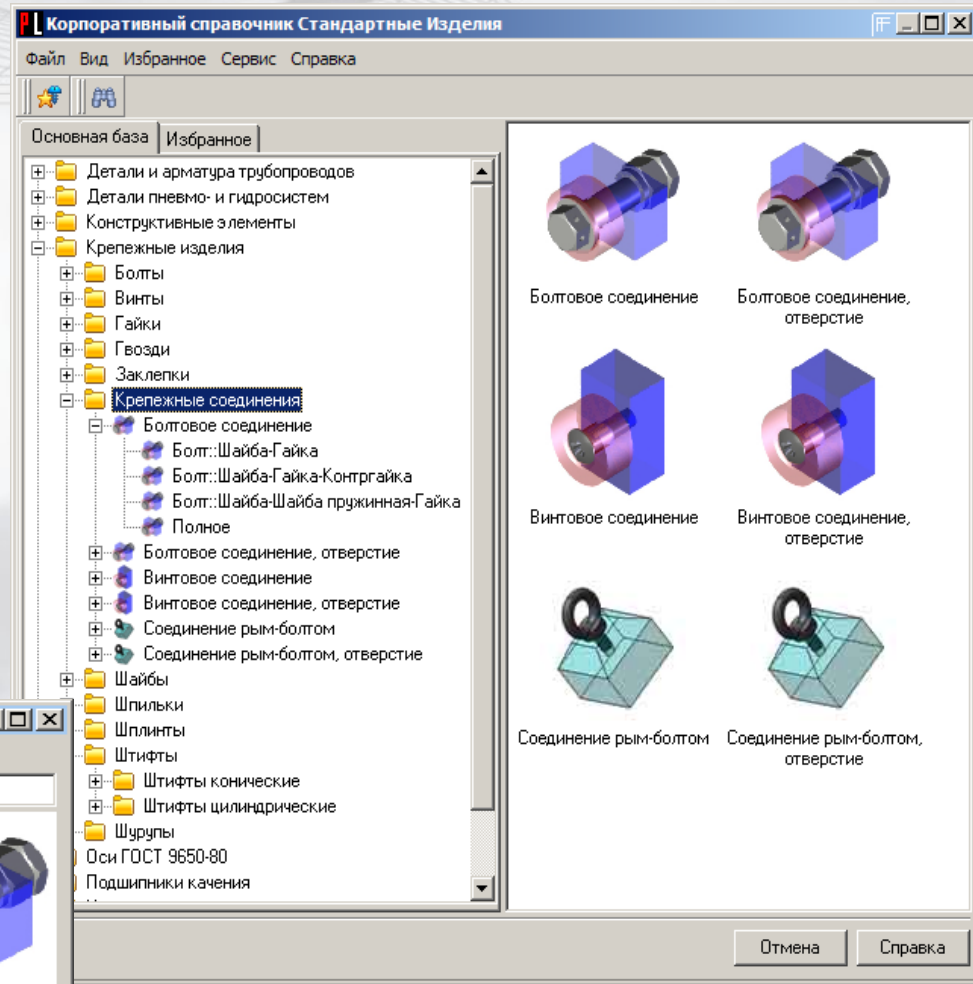 Корпоративный справочник Стандартные Изделия
Файл Вид Избранное Сервис Справка
Основная база Избранное
Детали и арматура трубопроводов
Детали пневмо- и гидросистем
Конструктивные элементы
Крепежные изделия
Болты
Винты
Гайки
Гвозди
Заклепки
Крепежные соединения
Болтовое соединение
Болт::Шайба-Гайка
Болт::Шайба-Гайка-Контргайка
Болт::Шайба-Шайба пружинная-Гайка
Полное
Болтовое соединение, отверстие
Винтовое соединение
Винтовое соединение, отверстие
Соединение рым-болтом
Соединение рым-болтом, отверстие
Шайбы
Шпильки
Шплинты
Штифты
Штифты конические
Штифты цилиндрические
Шурупы
Оси ГОСТ 9650-80
Подшипники качения
Болтовое соединение
Болтовое соединение,
отверстие
Винтовое соединение
Винтовое соединение,
отверстие
Соединение рым-болтом
Соединение рым-болтом,
отверстие
Отмена
Справка